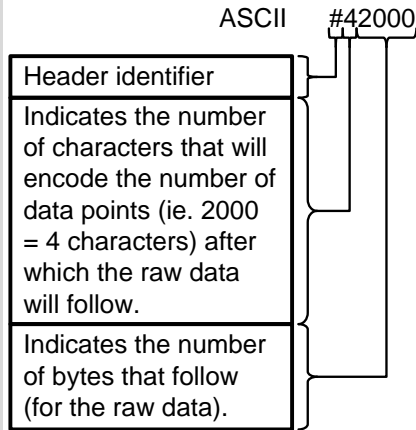 ASCII #42000
Header identifier
Indicates the number
of characters that will
encode the number of
data points (ie. 2000
= 4 characters) after
which the raw data
will follow.
Indicates the number
of bytes that follow
(for the raw data).